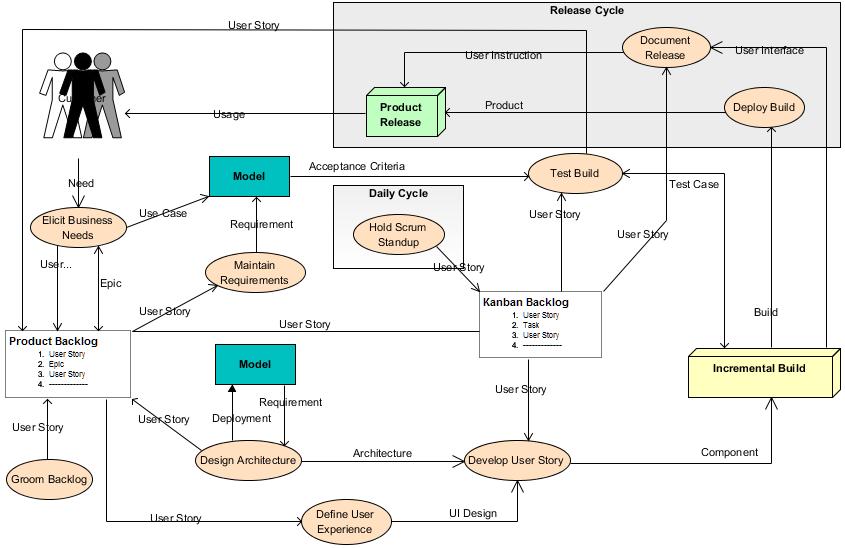 Release Cycle
User Story
Document
Release
User Instruction
User Interface
Customer
Product
Release
Product
Deploy Build
Usage
Model
Acceptance Criteria
Test Build
Need
Test Case
Daily Cycle
Use Case
User Story
Elicit Business
Needs
Requirement
Hold Scrum
Standup
User Story
User...
Maintain
Requirements
User Story
Epic
Kanban Backlog
1. User Story
2. Task
3. User Story
4. -------------
User Story
User Story
Build
Product Backlog
1. User Story
2. Epic
3. User Story
4. -------------
Model
Incremental Build
User Story
Requirement
User Story
Deployment
User Story
Architecture
Component
Design Architecture
Develop User Story
Groom Backlog
User Story
Define User
Experience
UI Design